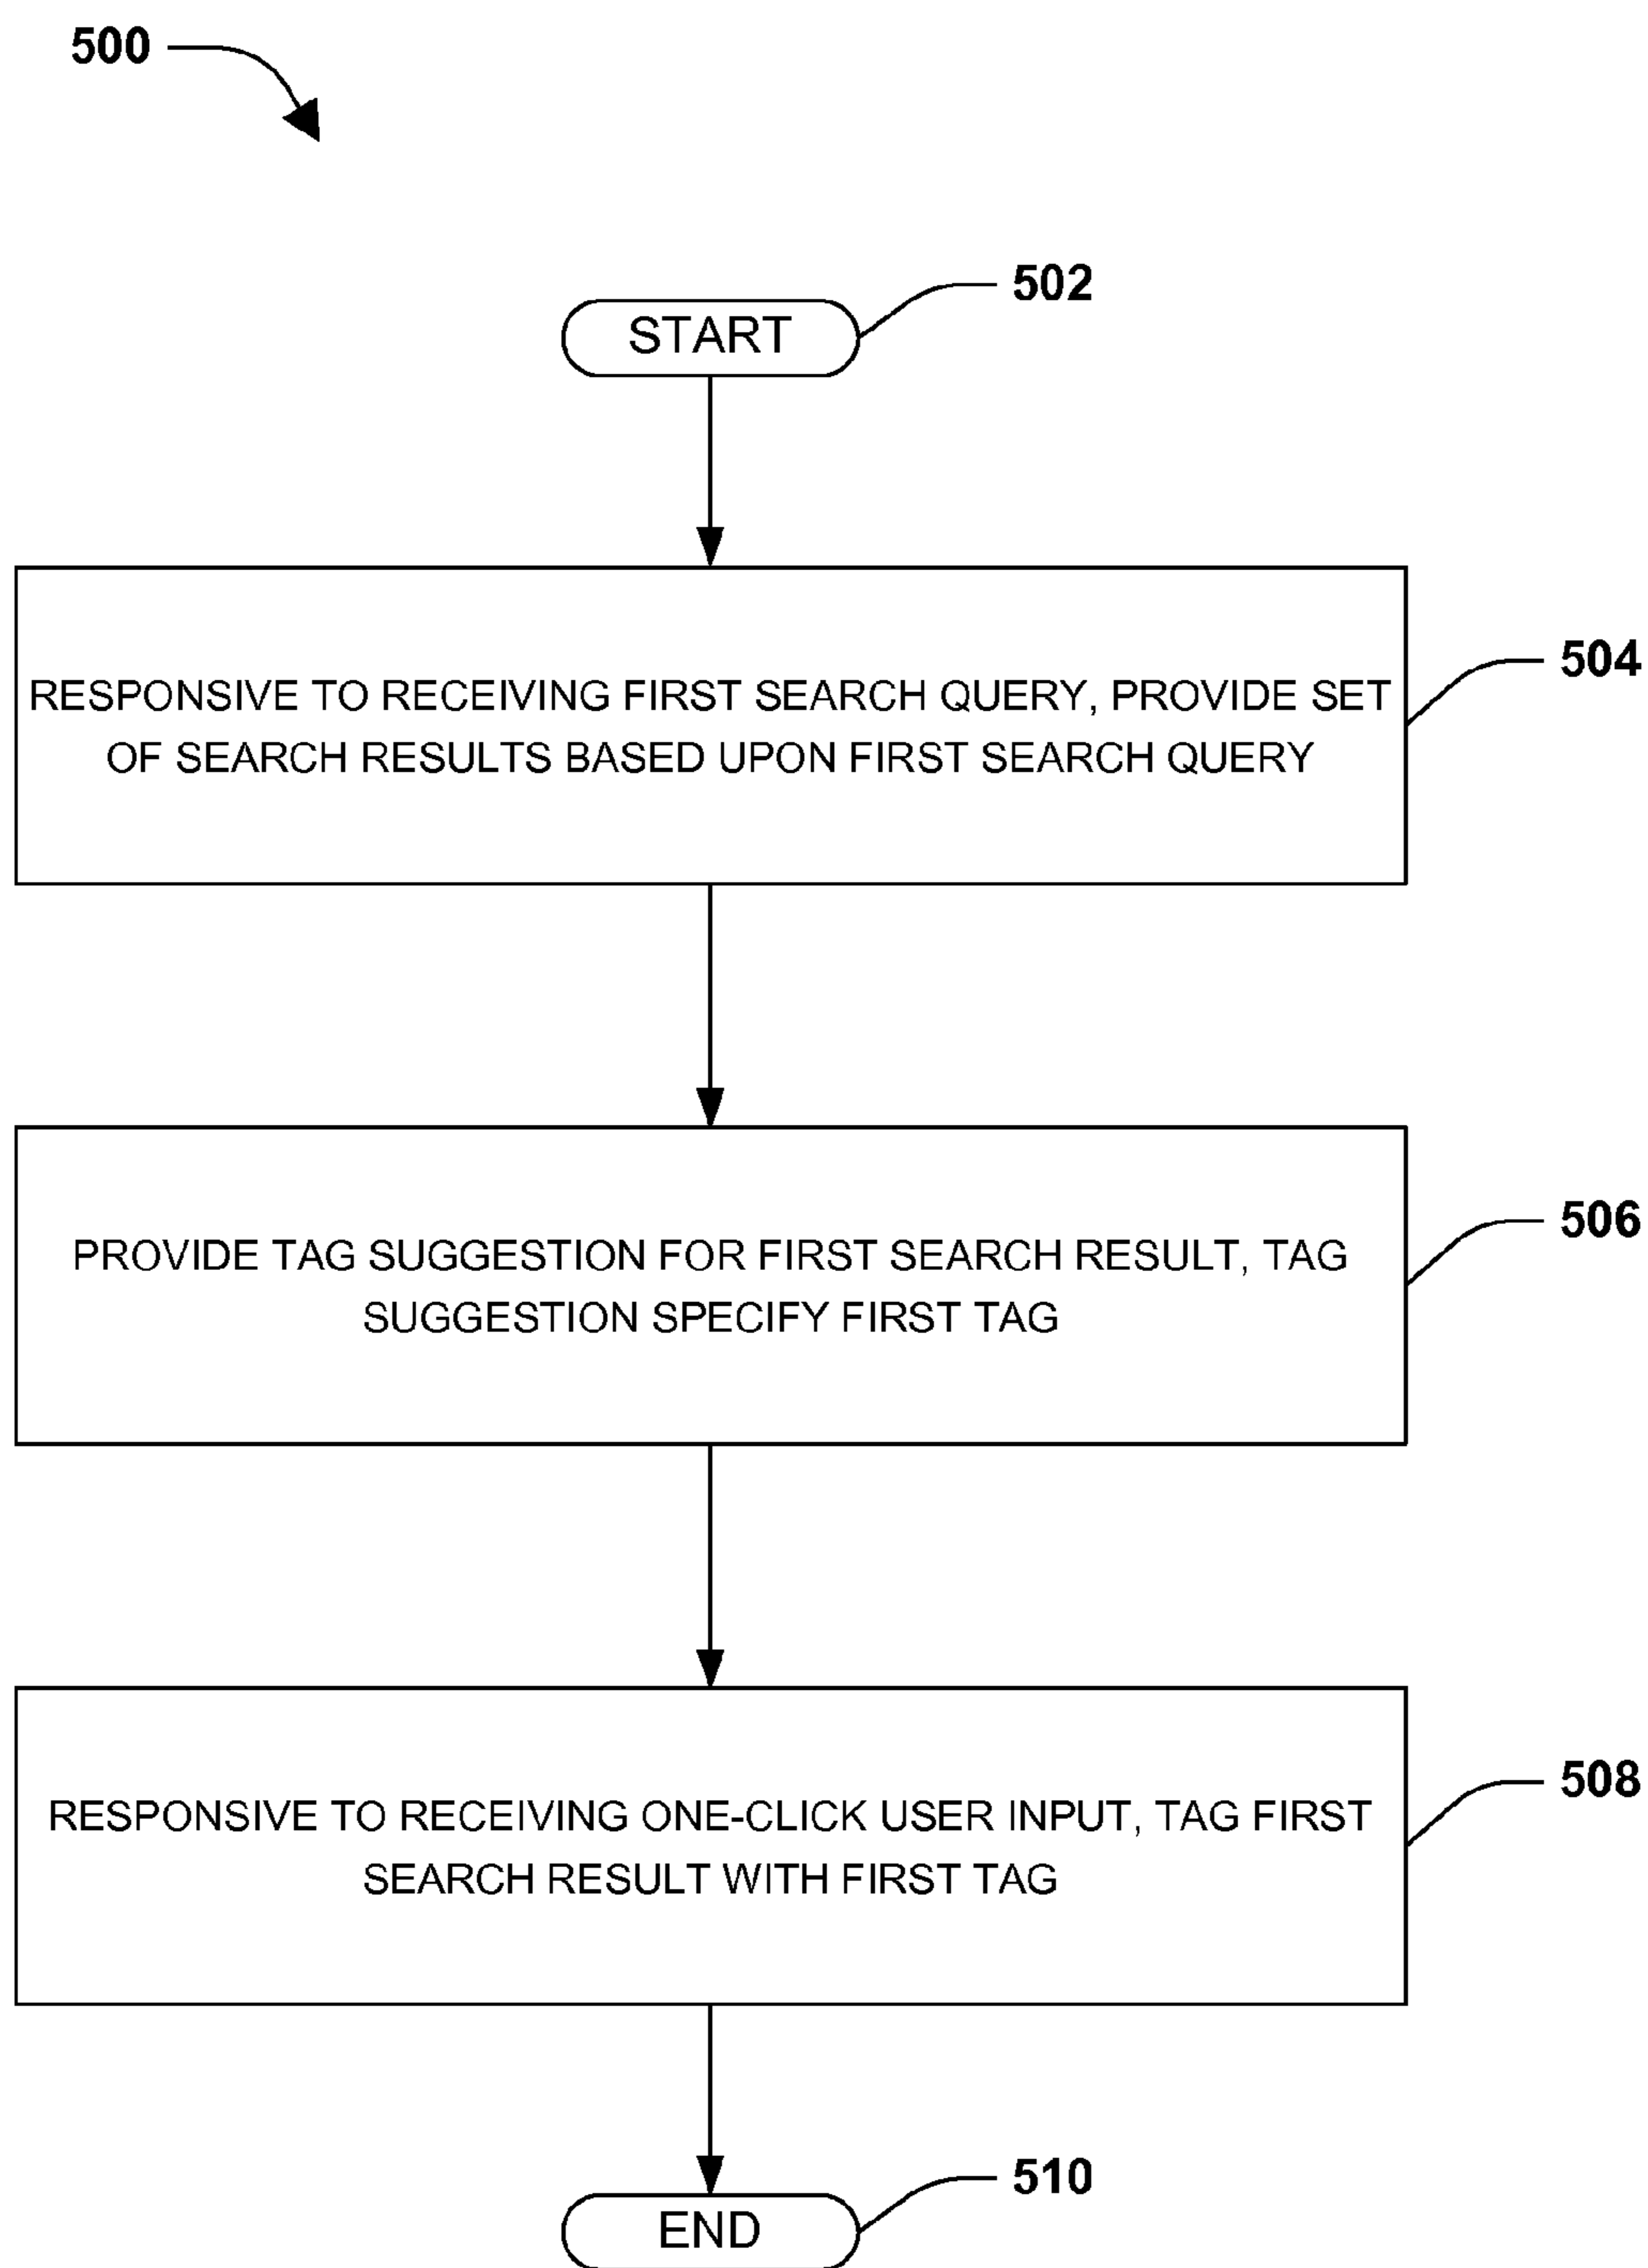 500
502
START
504
RESPONSIVE TO RECEIVING FIRST SEARCH QUERY, PROVIDE SET
OF SEARCH RESULTS BASED UPON FIRST SEARCH QUERY
506
PROVIDE TAG SUGGESTION FOR FIRST SEARCH RESULT, TAG
SUGGESTION SPECIFY FIRST TAG
508
RESPONSIVE TO RECEIVING ONE-CLICK USER INPUT, TAG FIRST
SEARCH RESULT WITH FIRST TAG
510
END